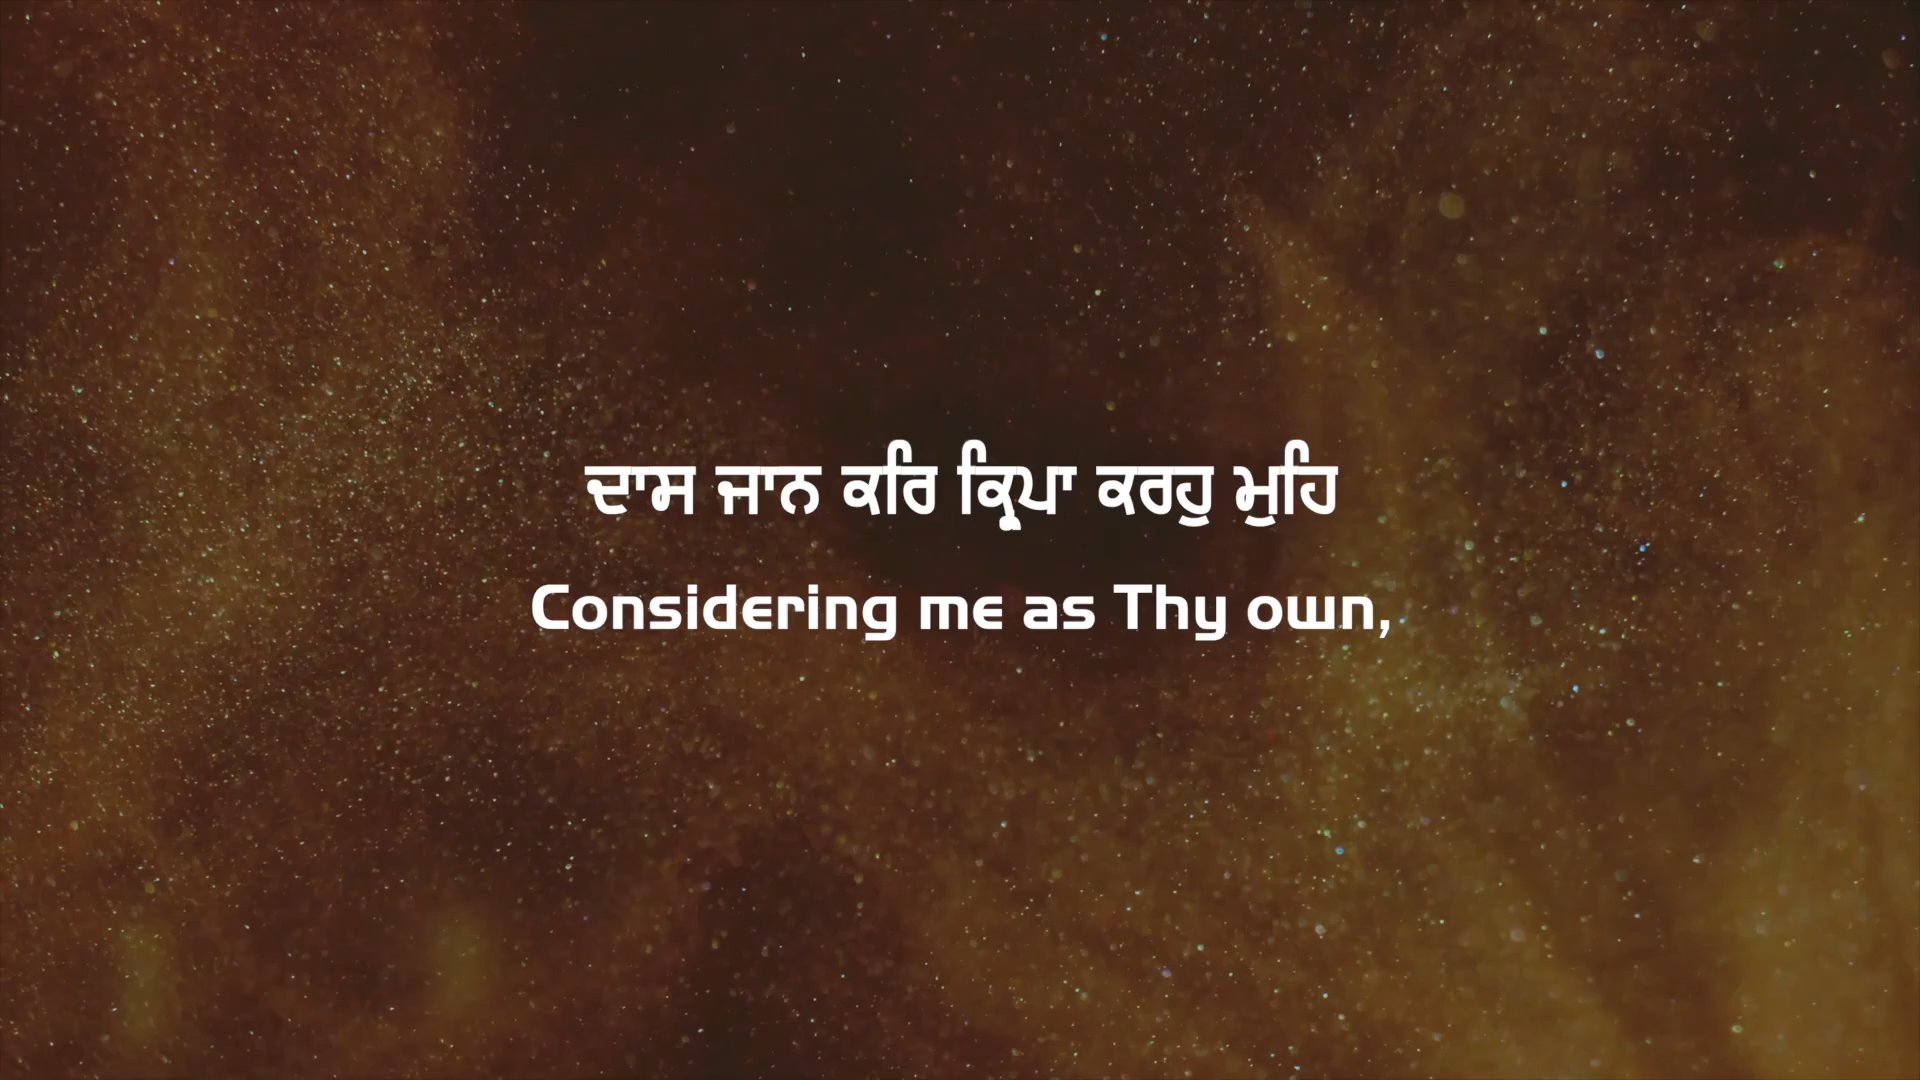 ਦਾਸ ਜਾਨ ਕਰਿ ਕ੍ਰਿਪਾ ਕਰਹੁ ਮੁਹਿ
Considering me as Thy own,